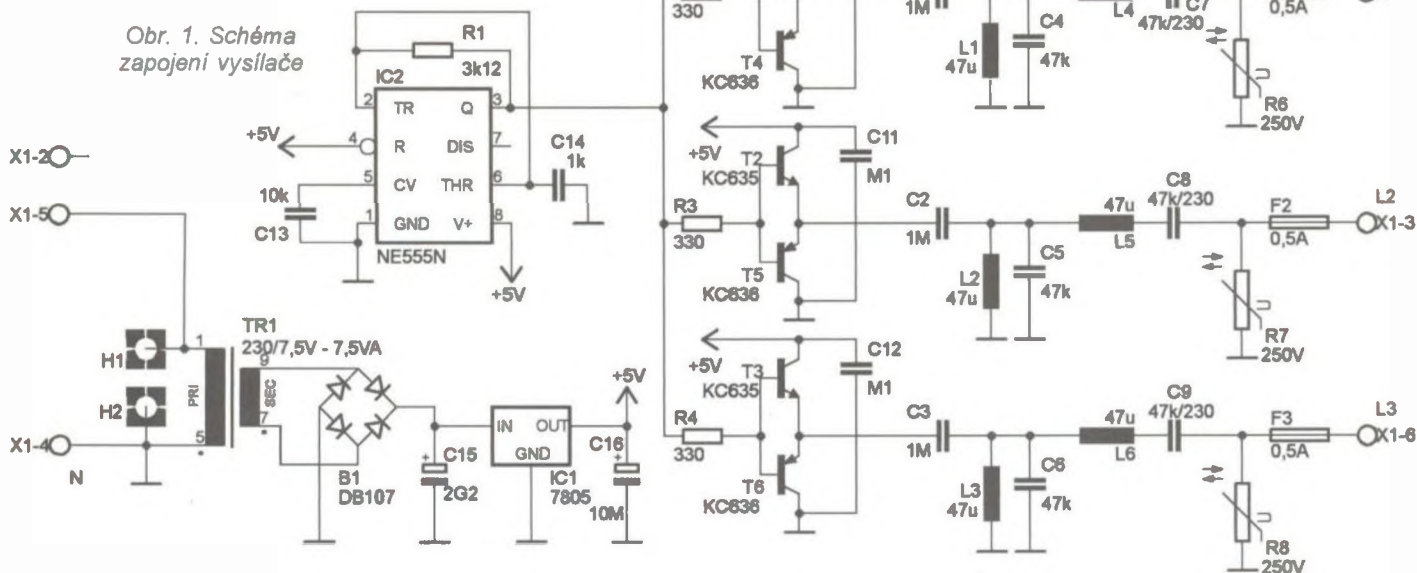 Obr. 1. Schéma
zapojení vysílače
R1
3k12
IC2
2 TR Q 3
+5V 4 R DIS 7
5 CV THR 6
1 GND V+ 8
NE555N
C14
1k
10k
C13
+5V
X1-2
X1-5
X1-4
N
H1
H2
TR1
230/7,5V - 7,5VA
1
5
PRI
SEC
9
7
B1
DB107
C15
2G2
IN OUT
GND
IC1
7805
+5V
C16
10M
330
T4
KC636
1M
L1
47u
C4
47k
L4
C7
47k/230
0,5A
R6
250V
+5V
T2
KC635
C11
M1
R3
330
T5
KC636
C2
1M
L2
47u
C5
47k
47u
L5
C8
47k/230
F2
0,5A
L2
X1-3
R7
250V
+5V
T3
KC635
C12
M1
R4
330
T6
KC636
C3
1M
L3
47u
C6
47k
47u
L6
C9
47k/230
F3
0,5A
L3
X1-6
R8
250V